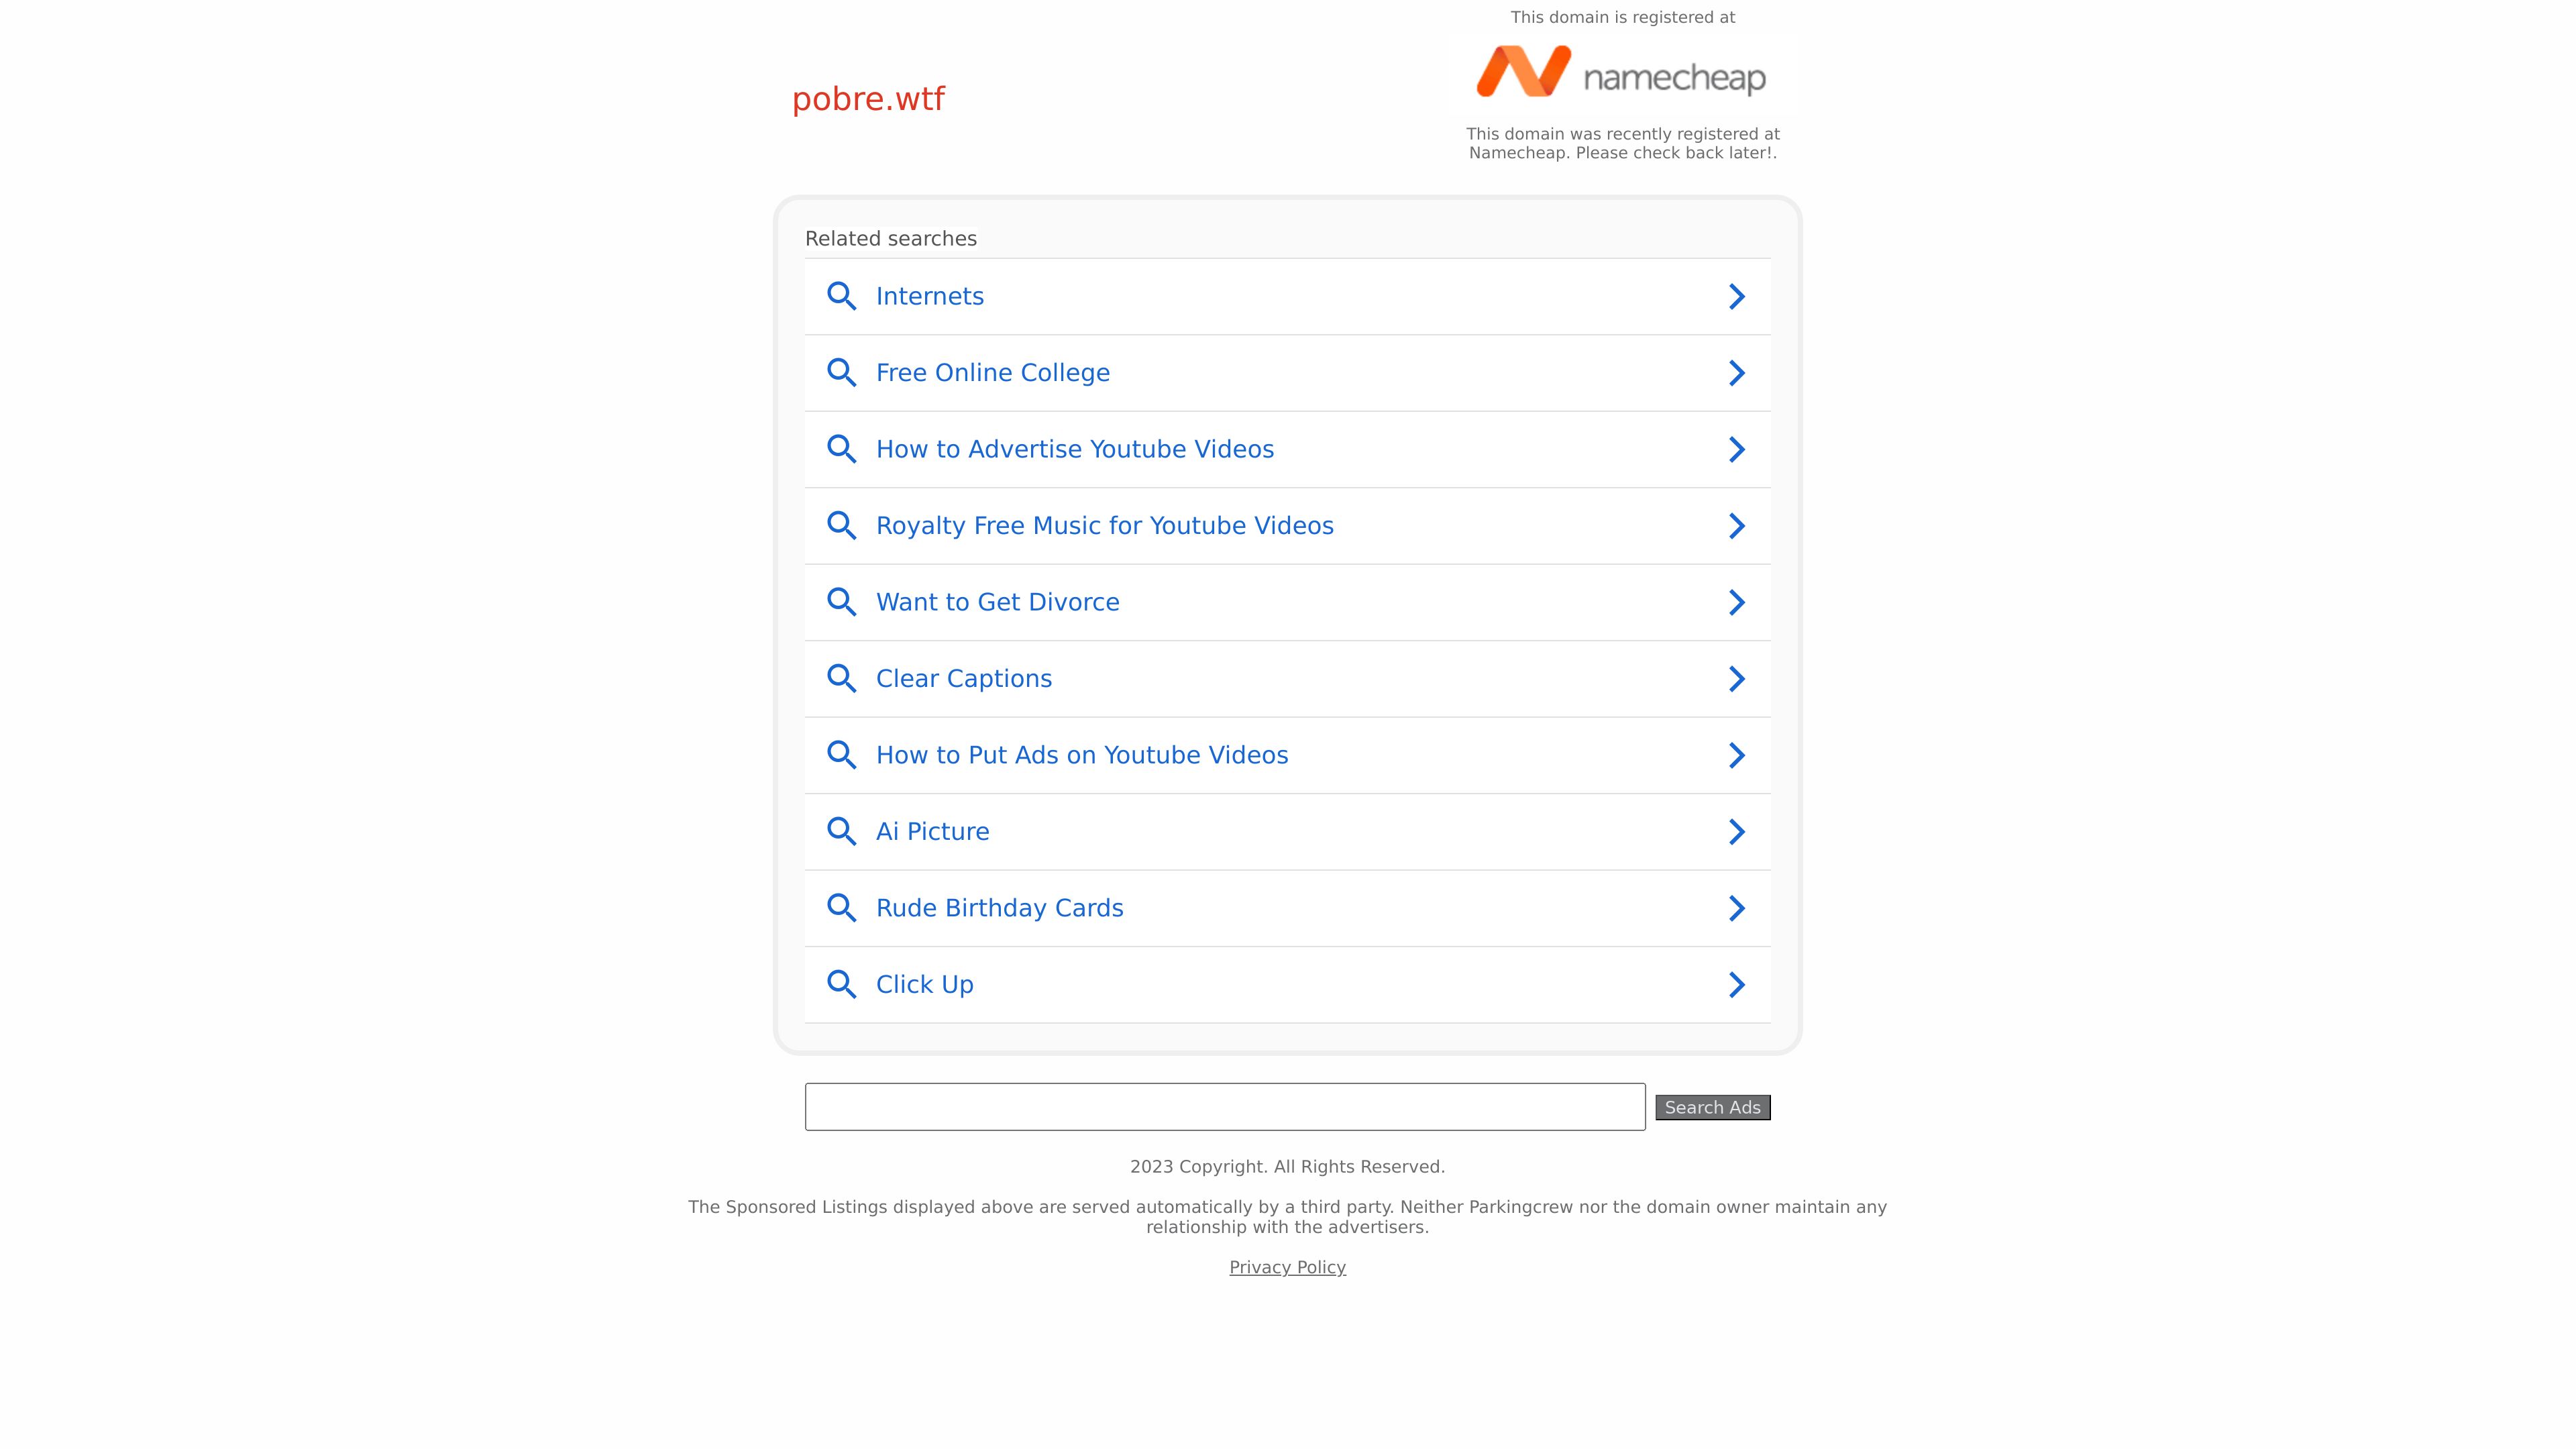 This domain is registered at
namecheap
pobre.wtf
This domain was recently registered at
Namecheap. Please check back later!.
Related searches
Internets
Free Online College
How to Advertise Youtube Videos
Royalty Free Music for Youtube Videos
Want to Get Divorce
Clear Captions
How to Put Ads on Youtube Videos
Ai Picture
Rude Birthday Cards
Click Up
Search Ads
2023 Copyright. All Rights Reserved.
The Sponsored Listings displayed above are served automatically by a third party. Neither Parkingcrew nor the domain owner maintain any
relationship with the advertisers.
Privacy Policy